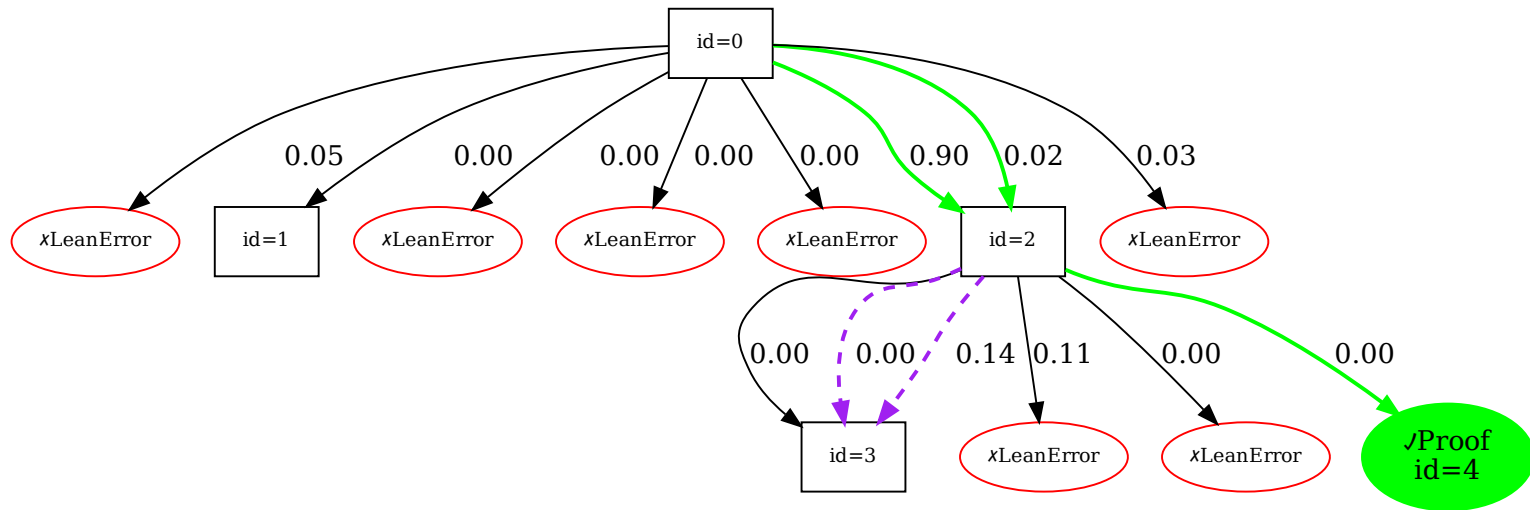 id=0
0.05
0.00
0.00
0.00
0.00
0.90
0.02
0.03
✗LeanError
id=1
✗LeanError
✗LeanError
✗LeanError
id=2
✗LeanError
0.00
0.00
0.14
0.11
0.00
0.00
id=3
✗LeanError
✗LeanError
✓Proof
id=4